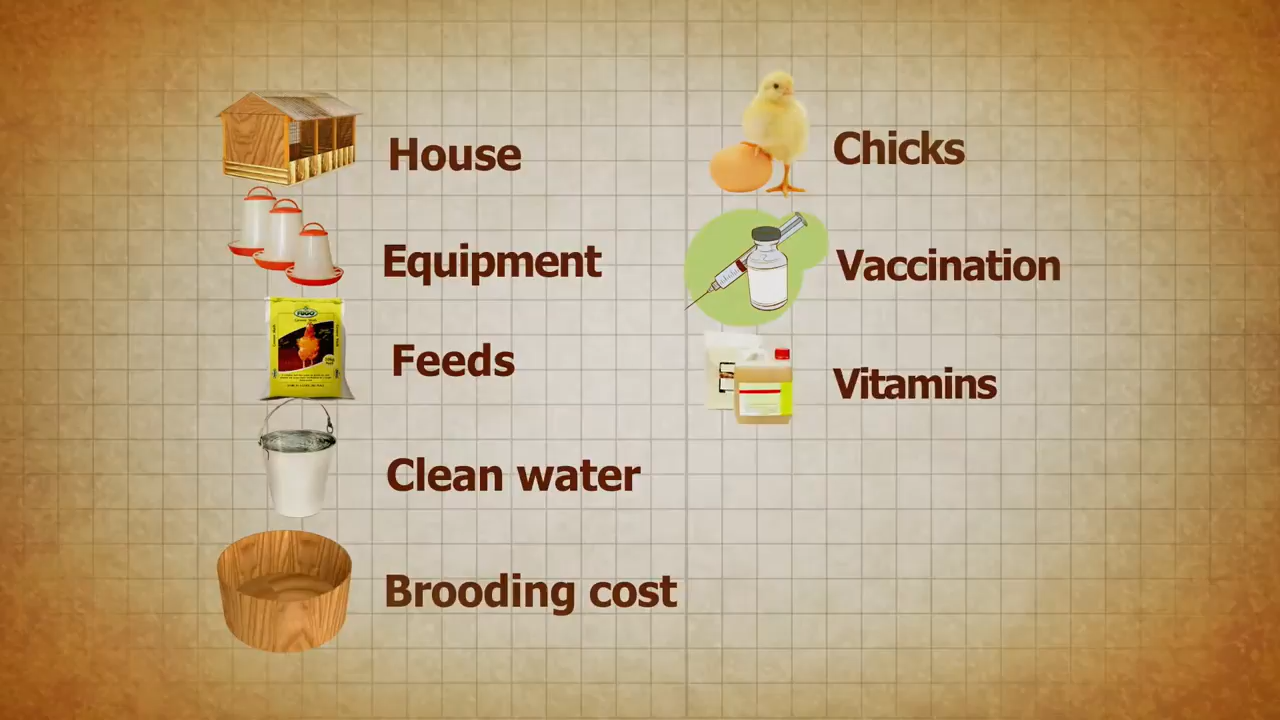 House
Equipment
Feeds
Clean water
Brooding cost
Chicks
Vaccination
Vitamins